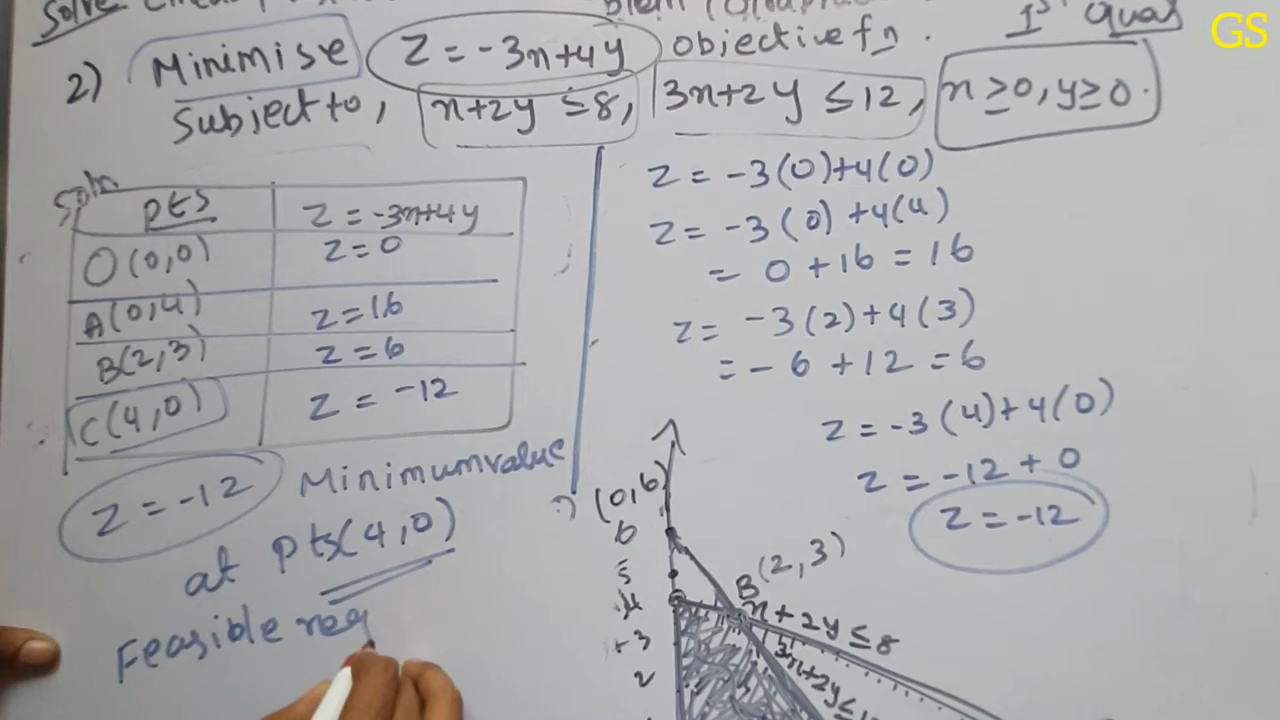 Solve
GS
2) Minimise Z = -3x+4y objective fn.
1st Quad
Subject to, x+2y ≤ 8, 3x+2y ≤ 12, x ≥ 0, y ≥ 0.
Soln
Pts Z = -3x+4y
O(0,0) Z=0
A(0,4) Z=16
B(2,3) Z=6
C(4,0) Z = -12
Z = -12 Minimum value
at Pts(4,0)
Feasible reg
Z = -3(0)+4(0)
Z = -3(0)+4(4)
= 0+16 = 16
Z = -3(2)+4(3)
= -6+12 = 6
Z = -3(4)+4(0)
Z = -12+0
Z = -12
(0,6)
6
5
4
3
2
B(2,3)
x+2y ≤ 8
3x+2y ≤ 12